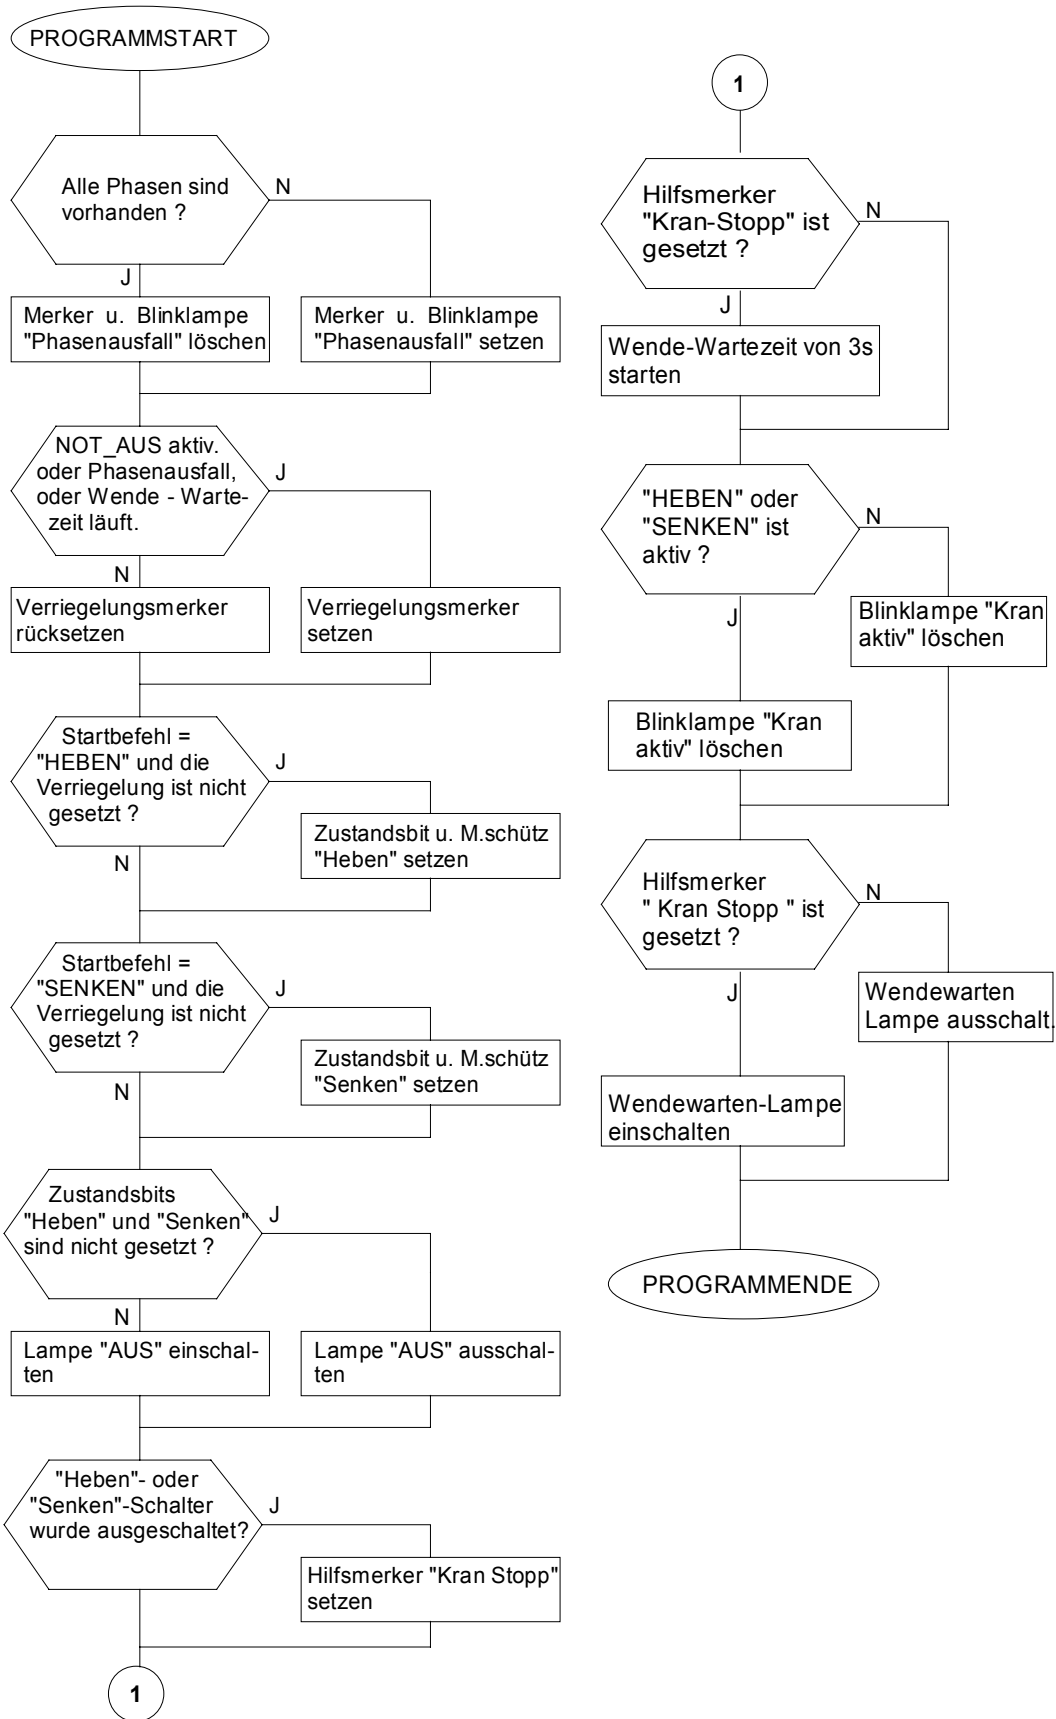 PROGRAMMSTART
Alle Phasen sind
vorhanden ?
N
J
Merker u. Blinklampe
"Phasenausfall" löschen
Merker u. Blinklampe
"Phasenausfall" setzen
NOT_AUS aktiv.
oder Phasenausfall,
oder Wende - Warte-
zeit läuft.
J
N
Verriegelungsmerker
rücksetzen
Verriegelungsmerker
setzen
Startbefehl =
"HEBEN" und die
Verriegelung ist nicht
gesetzt ?
J
N
Zustandsbit u. M.schütz
"Heben" setzen
Startbefehl =
"SENKEN" und die
Verriegelung ist nicht
gesetzt ?
J
N
Zustandsbit u. M.schütz
"Senken" setzen
Zustandsbits
"Heben" und "Senken"
sind nicht gesetzt ?
J
N
Lampe "AUS" einschal-
ten
Lampe "AUS" ausschal-
ten
"Heben"- oder
"Senken"-Schalter
wurde ausgeschaltet?
J
Hilfsmerker "Kran Stopp"
setzen
1
1
Hilfsmerker
"Kran-Stopp" ist
gesetzt ?
N
J
Wende-Wartezeit von 3s
starten
"HEBEN" oder
"SENKEN" ist
aktiv ?
N
J
Blinklampe "Kran
aktiv" löschen
Blinklampe "Kran
aktiv" löschen
Hilfsmerker
" Kran Stopp " ist
gesetzt ?
N
J
Wendewarten
Lampe ausschalt.
Wendewarten-Lampe
einschalten
PROGRAMMENDE